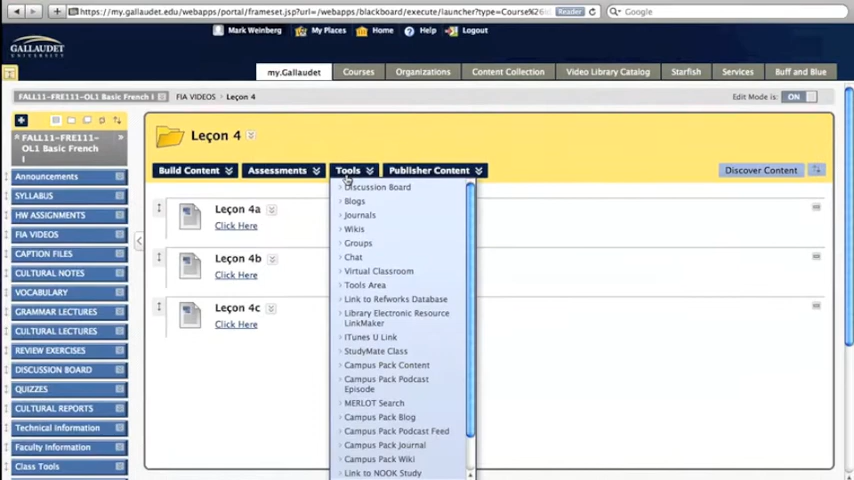 https://my.gallaudet.edu/webapps/portal/frameset.jsp?url=/webapps/blackboard/execute/launcher?type=Course%26
Reader
Google
Mark Weinberg
My Places
Home
Help
Logout
GALLAUDET
UNIVERSITY
my.Gallaudet
Courses
Organizations
Content Collection
Video Library Catalog
Starfish
Services
Buff and Blue
FALL11-FRE111-OL1 Basic French I
FIA VIDEOS
Leçon 4
Edit Mode is:
ON
FALL11-FRE111-
OL1 Basic French
I
Announcements
SYLLABUS
HW ASSIGNMENTS
FIA VIDEOS
CAPTION FILES
CULTURAL NOTES
VOCABULARY
GRAMMAR LECTURES
CULTURAL LECTURES
REVIEW EXERCISES
DISCUSSION BOARD
QUIZZES
CULTURAL REPORTS
Technical Information
Faculty Information
Class Tools
Leçon 4
Build Content
Assessments
Tools
Publisher Content
Discover Content
Leçon 4a
Click Here
Leçon 4b
Click Here
Leçon 4c
Click Here
Discussion Board
Blogs
Journals
Wikis
Groups
Chat
Virtual Classroom
Tools Area
Link to Refworks Database
Library Electronic Resource
LinkMaker
iTunes U Link
StudyMate Class
Campus Pack Content
Campus Pack Podcast
Episode
MERLOT Search
Campus Pack Blog
Campus Pack Podcast Feed
Campus Pack Journal
Campus Pack Wiki
Link to NOOK Study